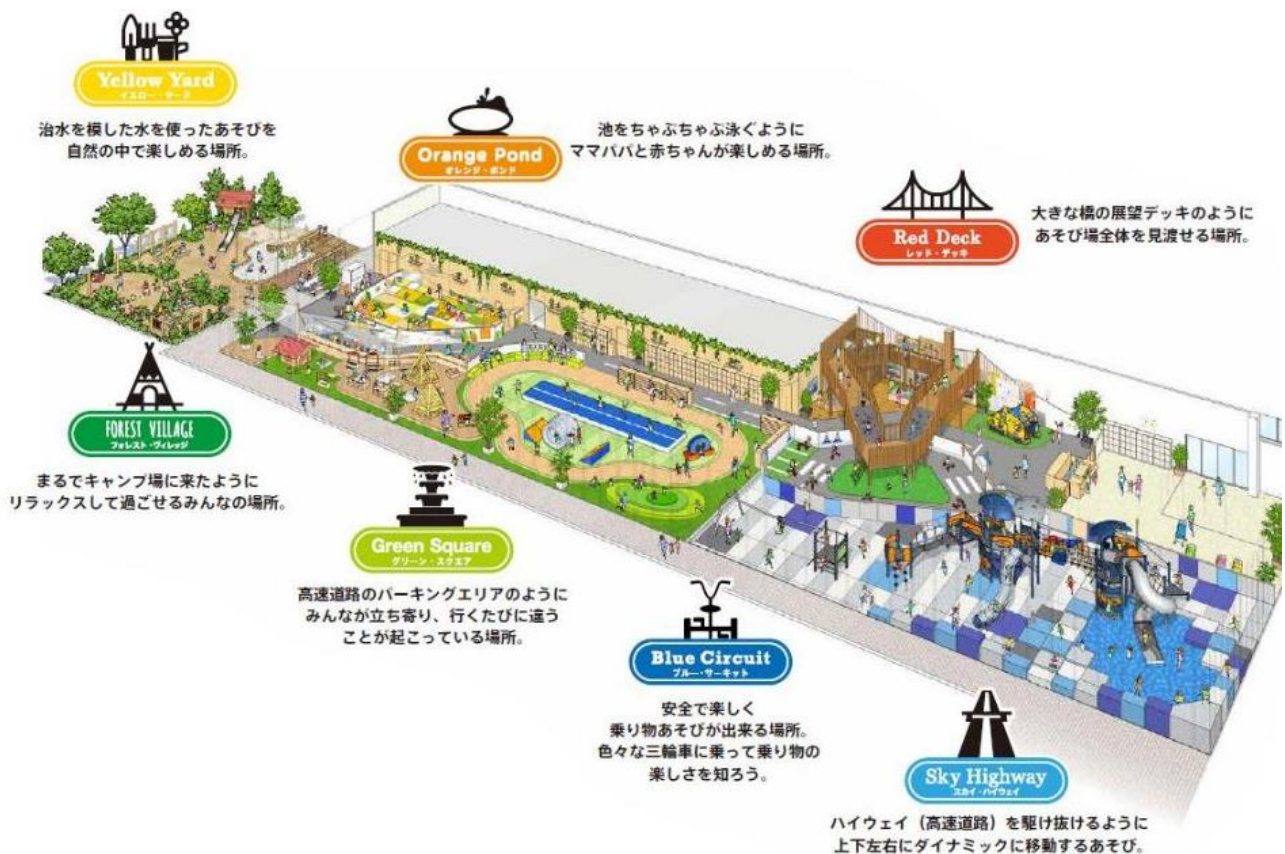 Yellow Yard
イエロー・ヤード
治水を模した水を使ったあそびを
自然の中で楽しめる場所。
Orange Pond
オレンジ・ポンド
池をちゃぷちゃぷ泳ぐように
ママパパと赤ちゃんが楽しめる場所。
Red Deck
レッド・デッキ
大きな橋の展望デッキのように
あそび場全体を見渡せる場所。
FOREST VILLAGE
フォレスト・ヴィレッジ
まるでキャンプ場に来たように
リラックスして過ごせるみんなの場所。
Green Square
グリーン・スクエア
高速道路のパーキングエリアのように
みんなが立ち寄り、行くたびに違う
ことが起こっている場所。
Blue Circuit
ブルー・サーキット
安全で楽しく
乗り物あそびが出来る場所。
色々な三輪車に乗って乗り物の
楽しさを知ろう。
Sky Highway
スカイ・ハイウェイ
ハイウェイ(高速道路)を駆け抜けるように
上下左右にダイナミックに移動するあそび。